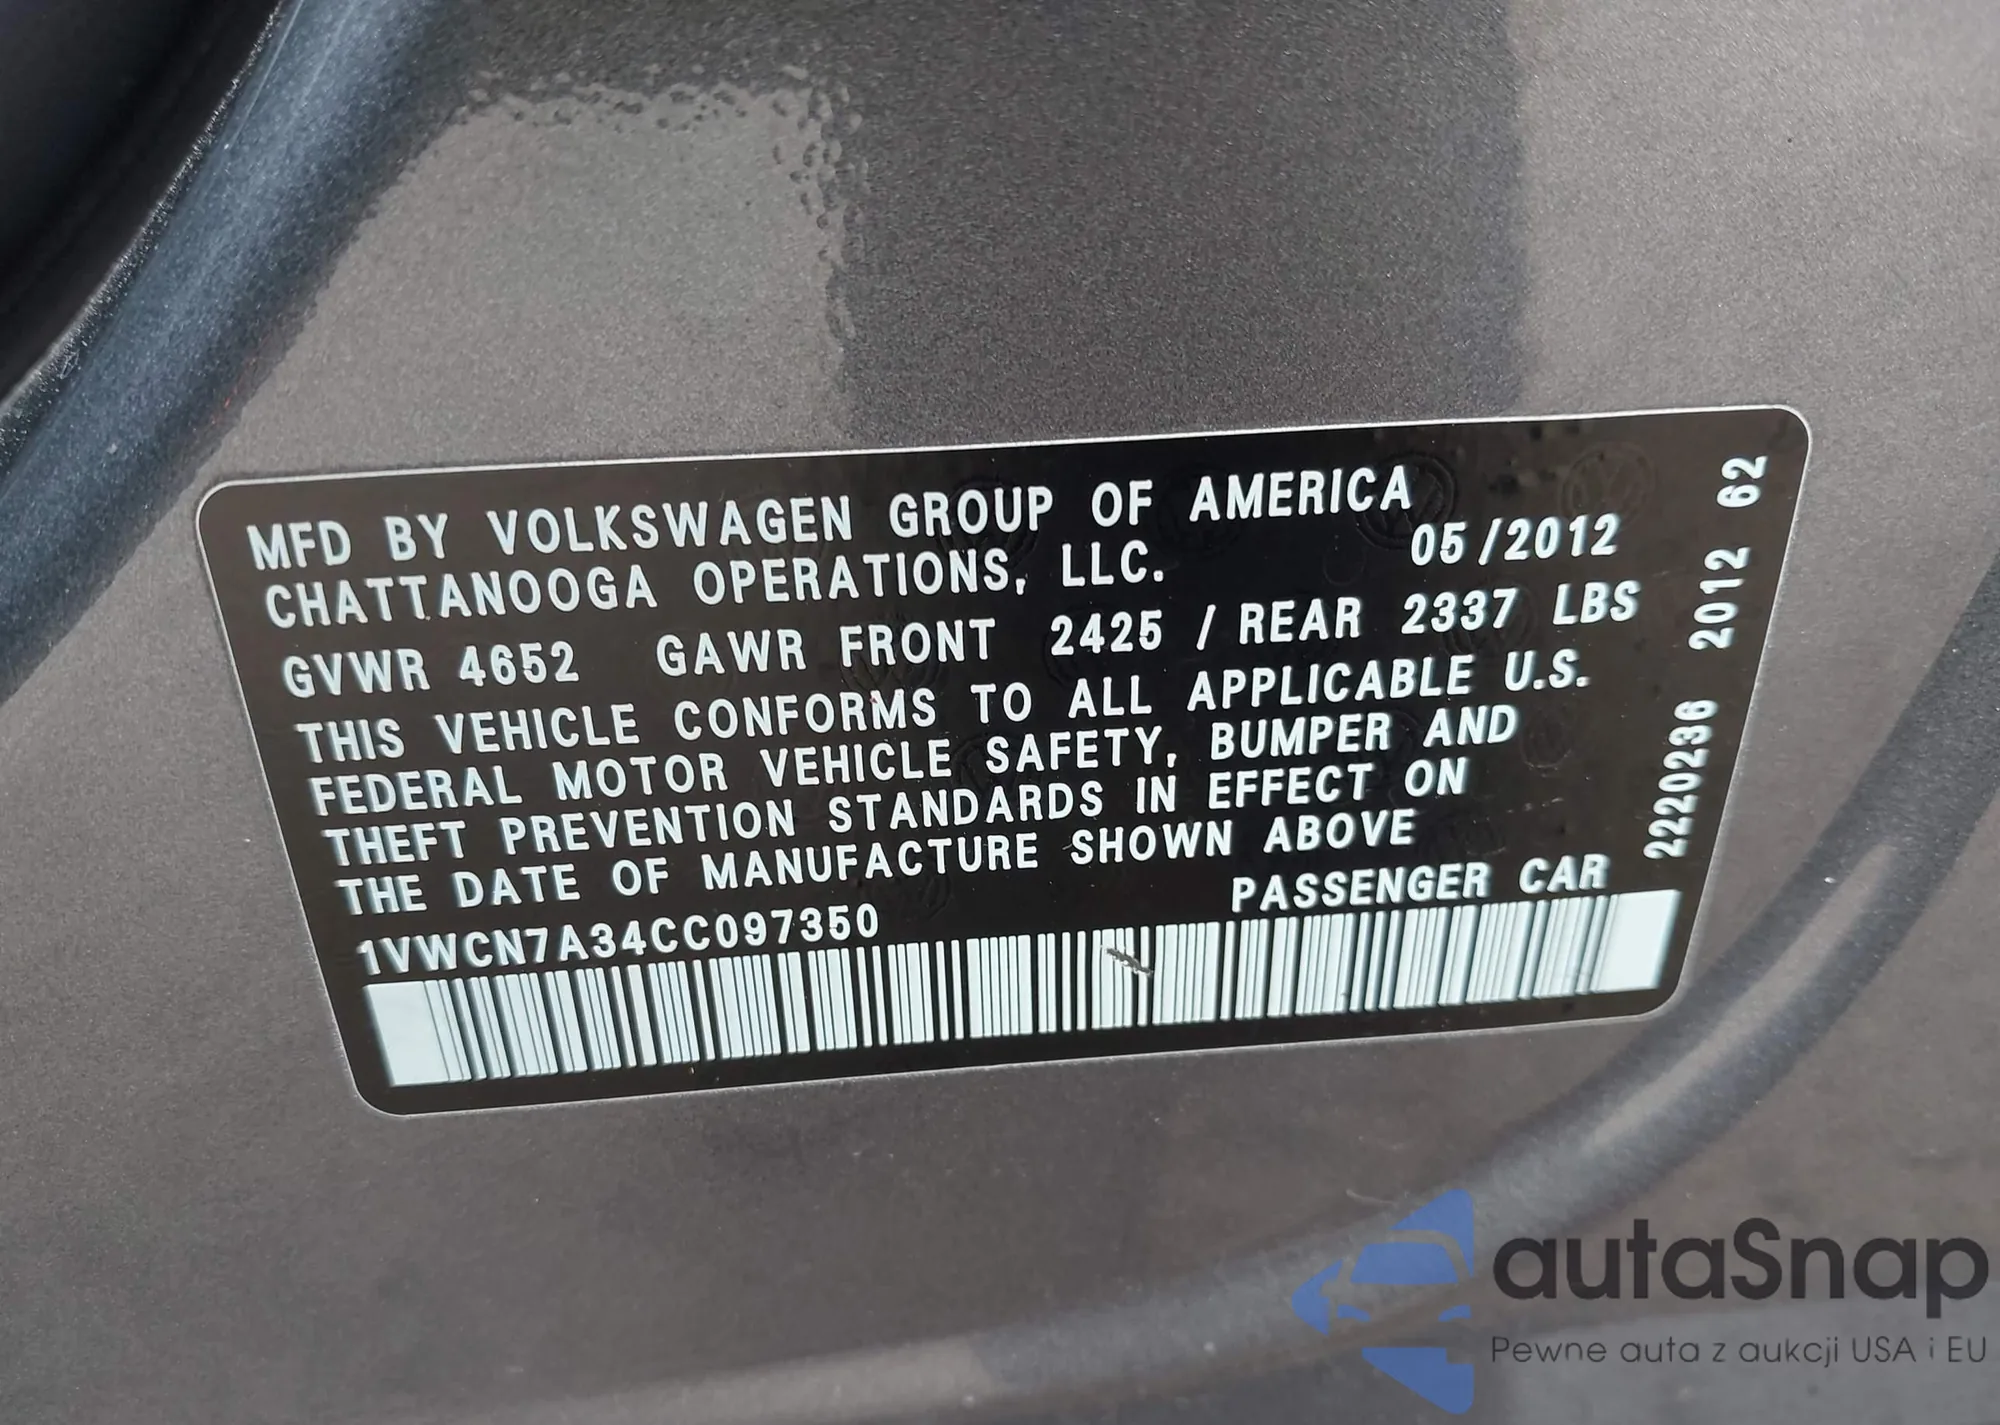 MFD BY VOLKSWAGEN GROUP OF AMERICA
CHATTANOOGA OPERATIONS, LLC. 05/2012
GVWR 4652 GAWR FRONT 2425 / REAR 2337 LBS
THIS VEHICLE CONFORMS TO ALL APPLICABLE U.S.
FEDERAL MOTOR VEHICLE SAFETY, BUMPER AND
THEFT PREVENTION STANDARDS IN EFFECT ON
THE DATE OF MANUFACTURE SHOWN ABOVE
1VWCN7A34CC097350 PASSENGER CAR
2220236 2012 62
autaSnap
Pewne auta z aukcji USA i EU